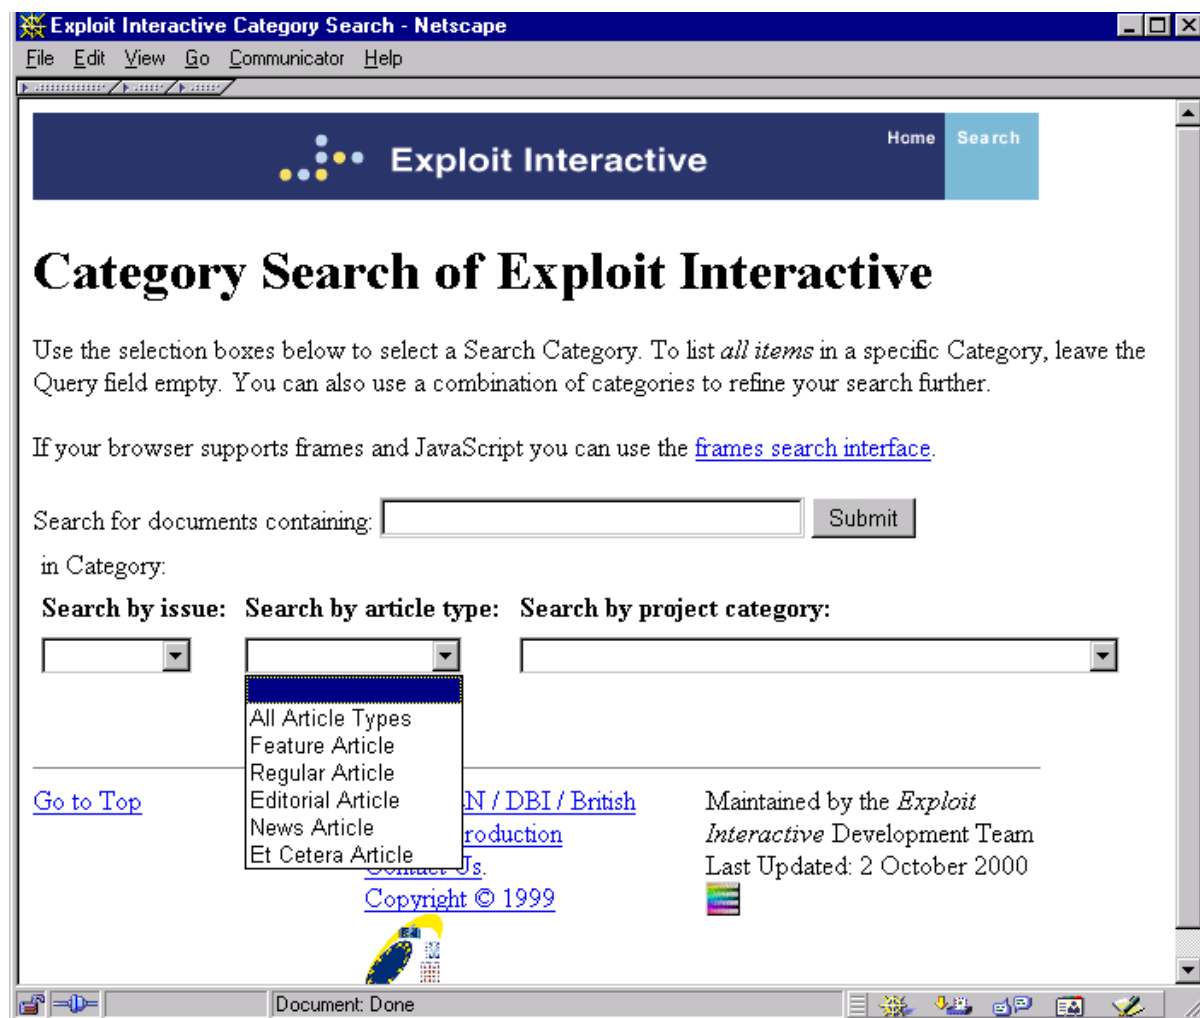 Exploit Interactive Category Search - Netscape
File Edit View Go Communicator Help
Exploit Interactive
Home Search
Category Search of Exploit Interactive
Use the selection boxes below to select a Search Category. To list all items in a specific Category, leave the
Query field empty. You can also use a combination of categories to refine your search further.
If your browser supports frames and JavaScript you can use the frames search interface.
Search for documents containing: Submit
in Category:
Search by issue: Search by article type: Search by project category:
All Article Types
Feature Article
Regular Article
Editorial Article
News Article
Et Cetera Article
Go to Top
/ DBI / British
Contact Us.
Copyright © 1999
Maintained by the Exploit
Interactive Development Team
Last Updated: 2 October 2000
Document: Done